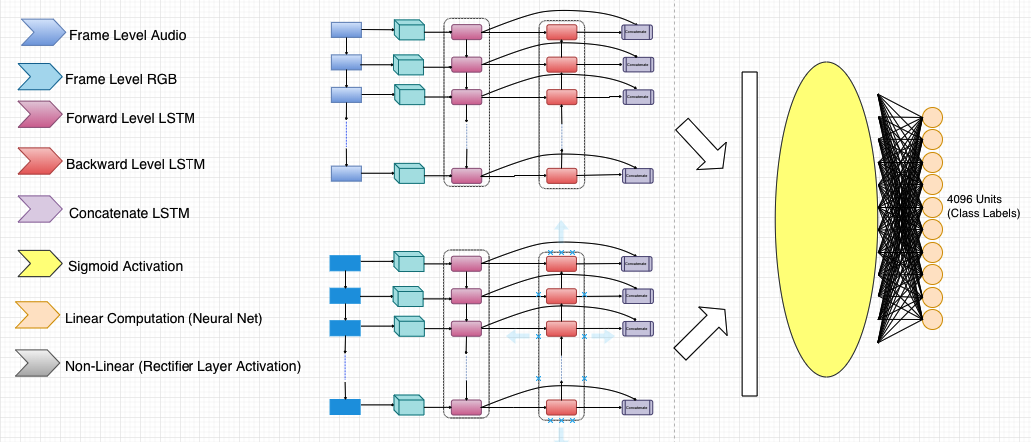 Frame Level Audio
Frame Level RGB
Forward Level LSTM
Backward Level LSTM
Concatenate LSTM
Sigmoid Activation
Linear Computation (Neural Net)
Non-Linear (Rectifier Layer Activation)
Concatenate
Concatenate
Concatenate
Concatenate
Concatenate
Concatenate
Concatenate
Concatenate
4096 Units
(Class Labels)